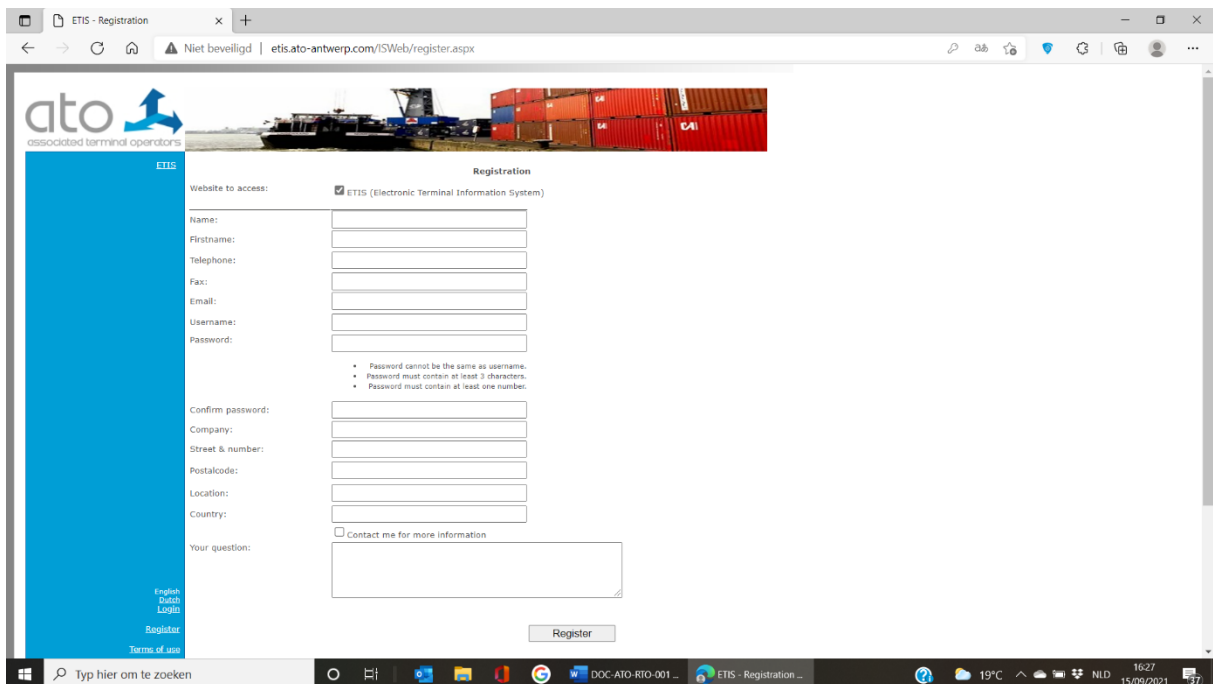 ETIS - Registration
Niet beveiligd | etis.ato-antwerp.com/ISWeb/register.aspx
ato
associated terminal operators
CAI
CAI
CAI
ETIS
Registration
Website to access: ETIS (Electronic Terminal Information System)
Name:
Firstname:
Telephone:
Fax:
Email:
Username:
Password:
• Password cannot be the same as username.
• Password must contain at least 3 characters.
• Password must contain at least one number.
Confirm password:
Company:
Street & number:
Postalcode:
Location:
Country:
Contact me for more information
Your question:
English
Dutch
Login
Register
Register
Terms of use
Typ hier om te zoeken
DOC-ATO-RTO-001 ...
ETIS - Registration ...
19°C
NLD
16:27
15/09/2021
37